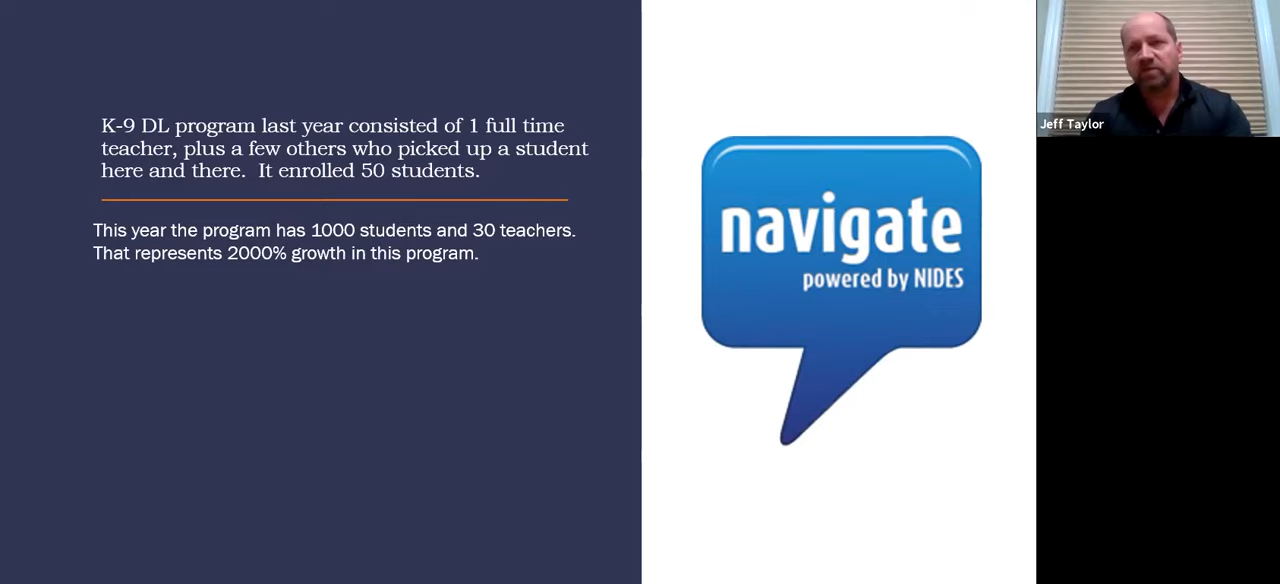 K-9 DL program last year consisted of 1 full time
teacher, plus a few others who picked up a student
here and there.  It enrolled 50 students.
This year the program has 1000 students and 30 teachers.
That represents 2000% growth in this program.
navigate
powered by NIDES
Jeff Taylor